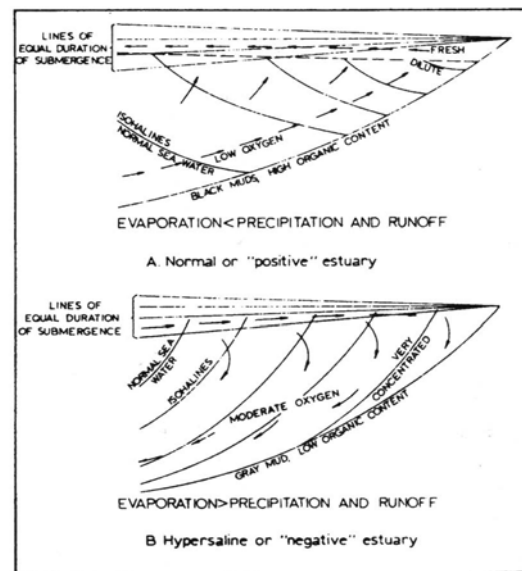 LINES OF
EQUAL DURATION
OF SUBMERGENCE
FRESH
DILUTE
ISOHALINES
NORMAL SEA WATER
LOW OXYGEN
BLACK MUDS, HIGH ORGANIC CONTENT
EVAPORATION<PRECIPITATION AND RUNOFF
A. Normal or "positive" estuary
LINES OF
EQUAL DURATION
OF SUBMERGENCE
NORMAL SEA
WATER
ISOHALINES
VERY
CONCENTRATED
MODERATE OXYGEN
GRAY MUD, LOW ORGANIC CONTENT
EVAPORATION>PRECIPITATION AND RUNOFF
B Hypersaline or "negative" estuary